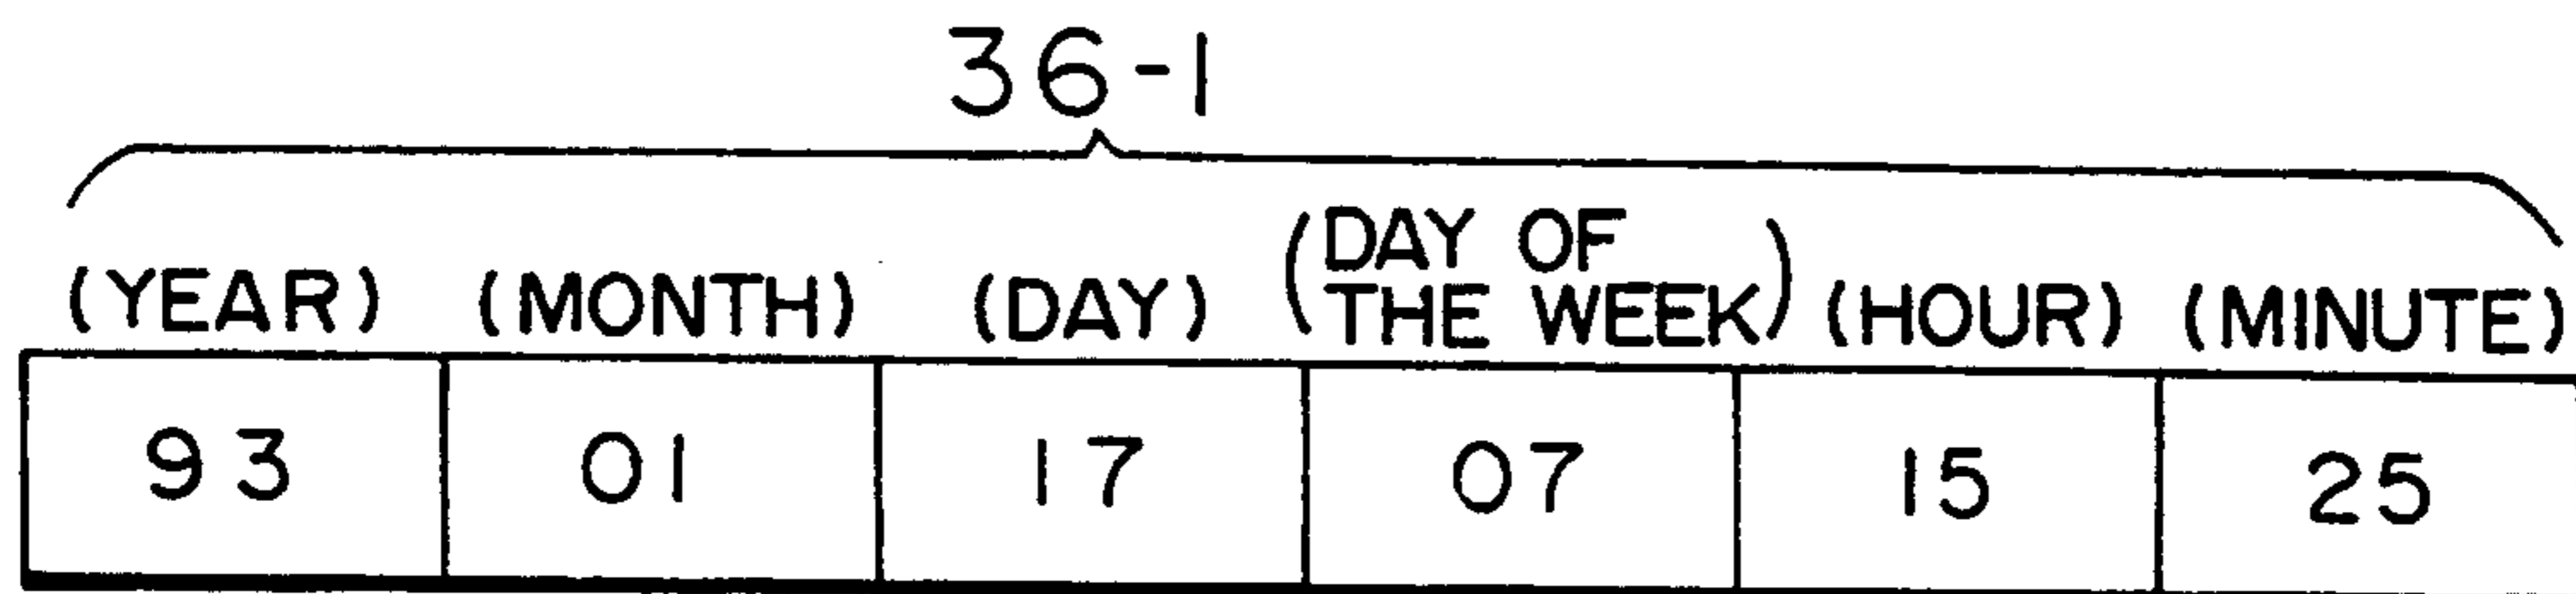 36-1
(YEAR) (MONTH) (DAY) (DAY OF THE WEEK) (HOUR) (MINUTE)
93 01 17 07 15 25